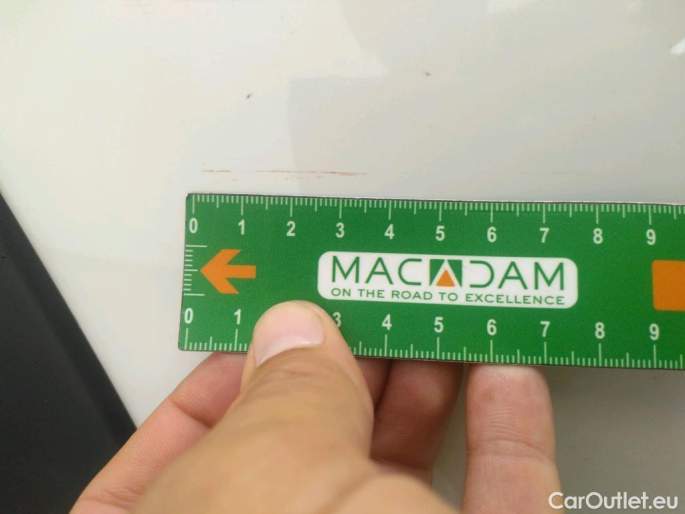 0 1 2 3 4 5 6 7 8 9
MACADAM
ON THE ROAD TO EXCELLENCE
0 1 3 4 5 6 7 8 9
CarOutlet.eu